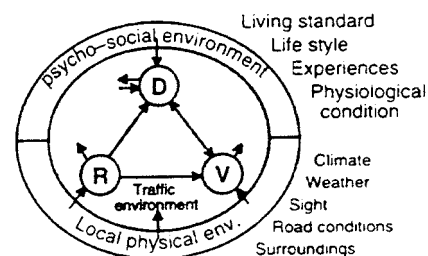 psycho-social environment
Living standard
Life style
Experiences
Physiological
condition
D
R
V
Traffic
environment
Local physical env.
Climate
Weather
Sight
Road conditions
Surroundings